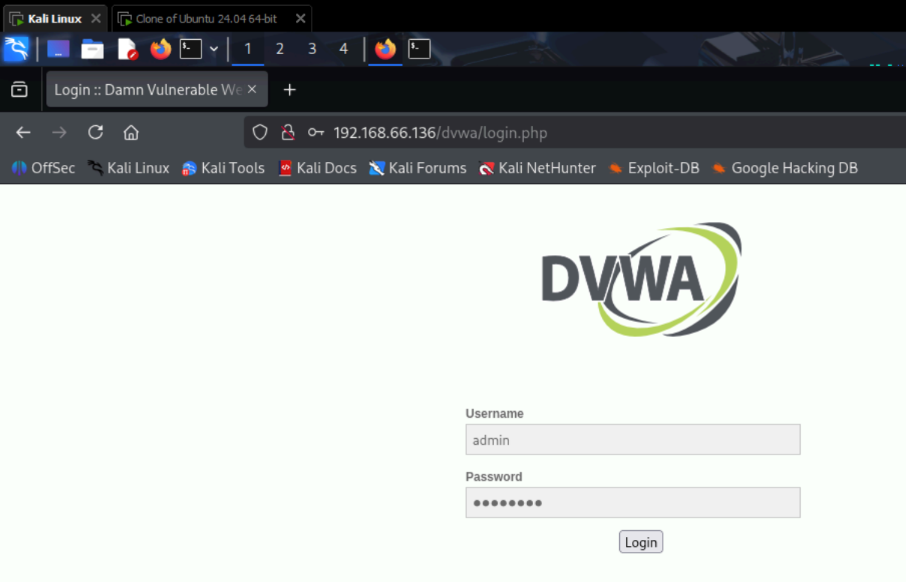 Kali Linux Clone of Ubuntu 24.04 64-bit
1 2 3 4
Login :: Damn Vulnerable We
192.168.66.136/dvwa/login.php
OffSec Kali Linux Kali Tools Kali Docs Kali Forums Kali NetHunter Exploit-DB Google Hacking DB
DVWA
Username
admin
Password
••••••••
Login